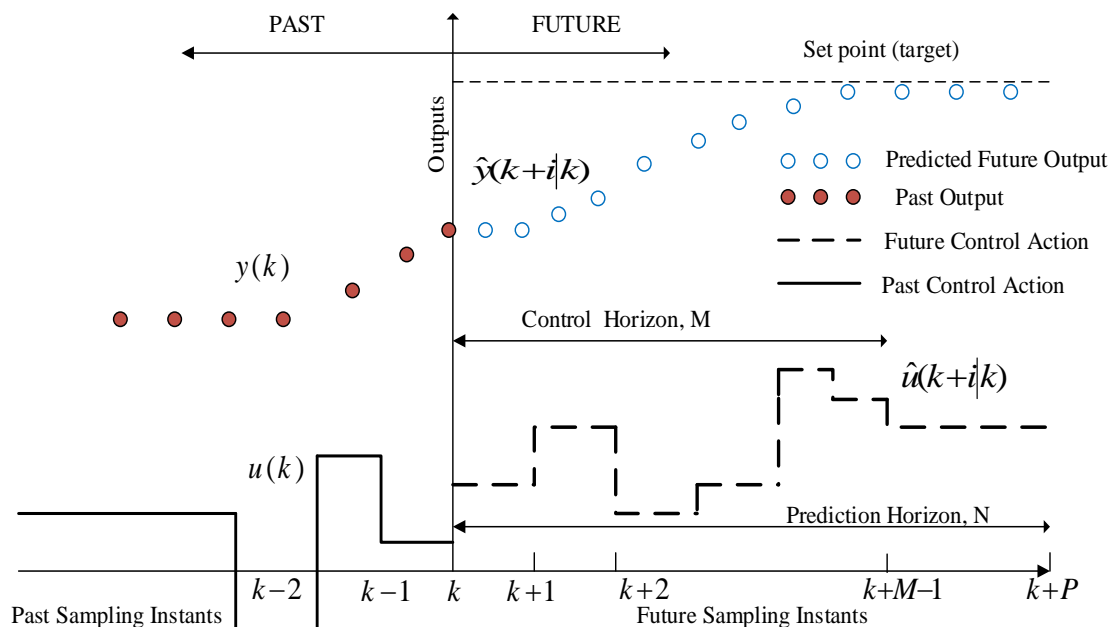 PAST
FUTURE
Set point (target)
Outputs
ŷ(k+i|k)
Predicted Future Output
Past Output
y(k)
Future Control Action
Past Control Action
Control Horizon, M
û(k+i|k)
u(k)
Prediction Horizon, N
k-2
k-1
k
k+1
k+2
k+M-1
k+P
Past Sampling Instants
Future Sampling Instants